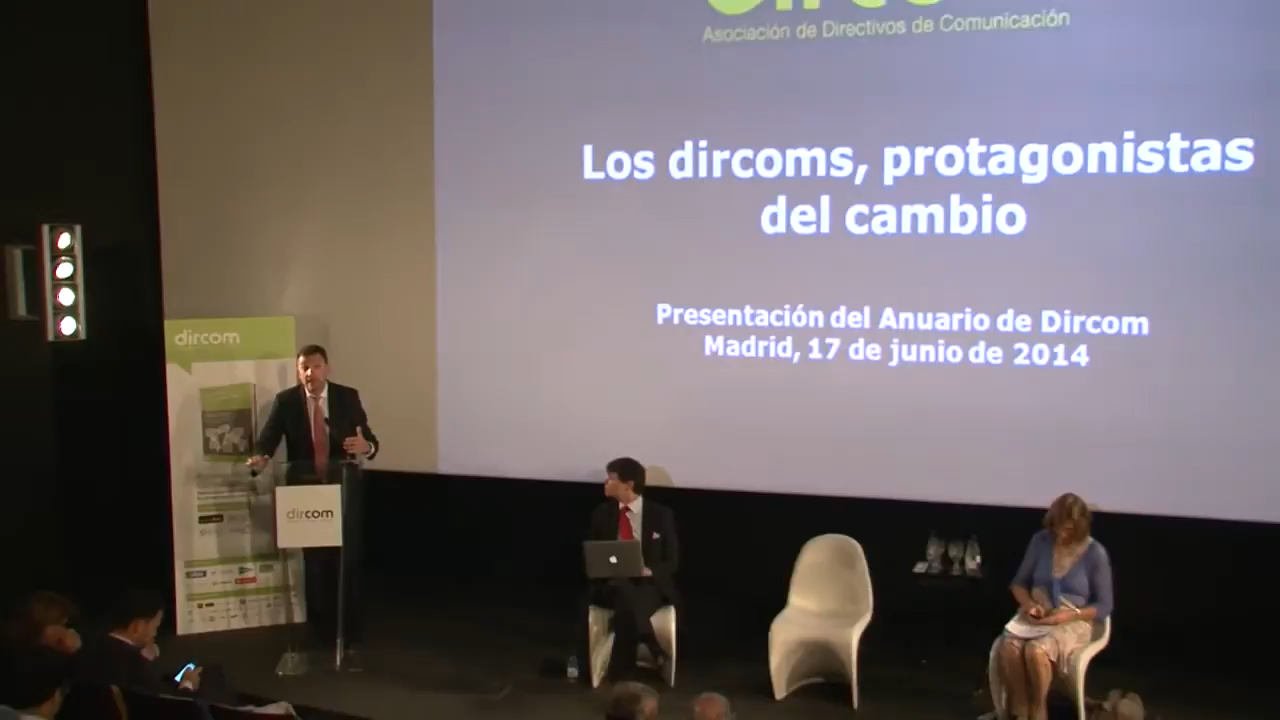 Asociación de Directivos de Comunicación
Los dircoms, protagonistas
del cambio
Presentación del Anuario de Dircom
Madrid, 17 de junio de 2014
dircom
dircom